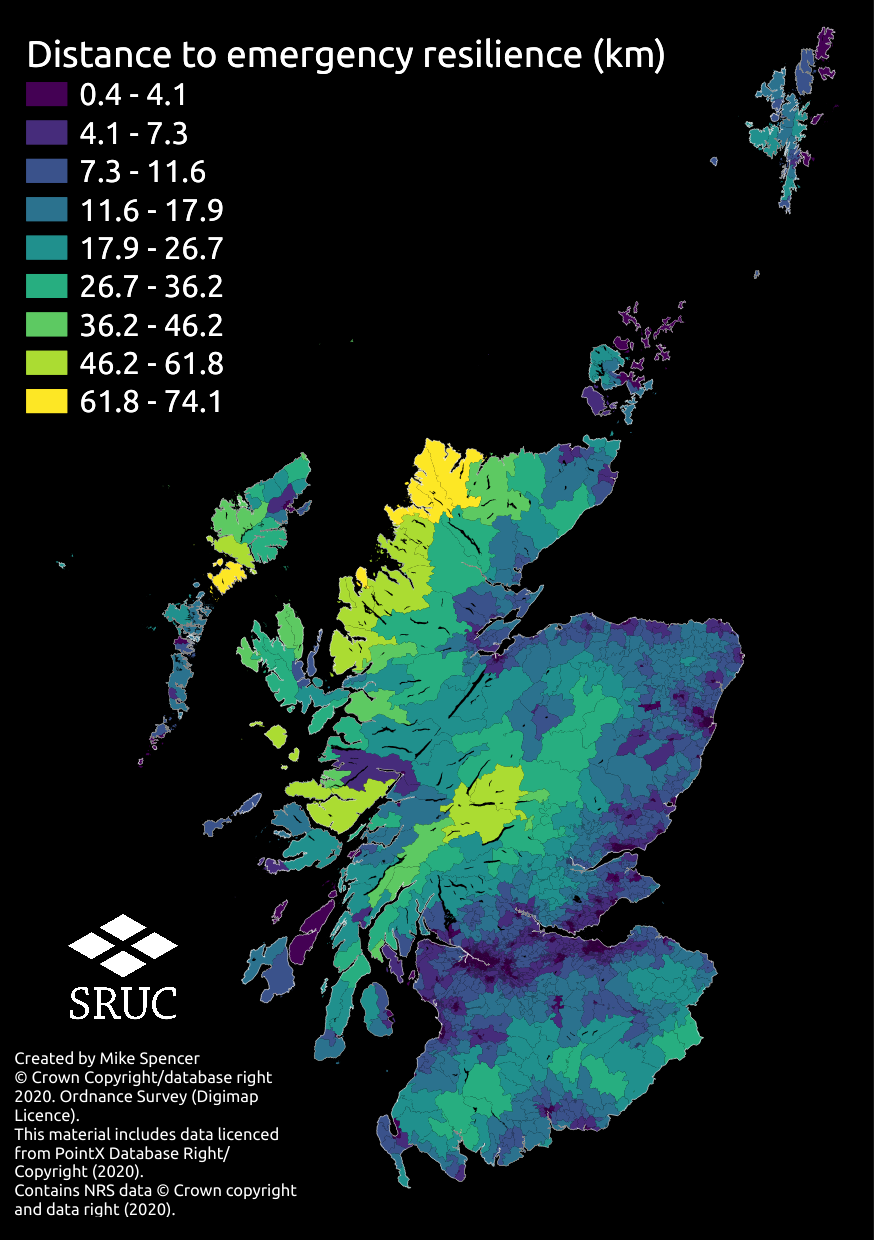 Distance to emergency resilience (km)
0.4 - 4.1
4.1 - 7.3
7.3 - 11.6
11.6 - 17.9
17.9 - 26.7
26.7 - 36.2
36.2 - 46.2
46.2 - 61.8
61.8 - 74.1
SRUC
Created by Mike Spencer
© Crown Copyright/database right
2020. Ordnance Survey (Digimap
Licence).
This material includes data licenced
from PointX Database Right/
Copyright (2020).
Contains NRS data © Crown copyright
and data right (2020).